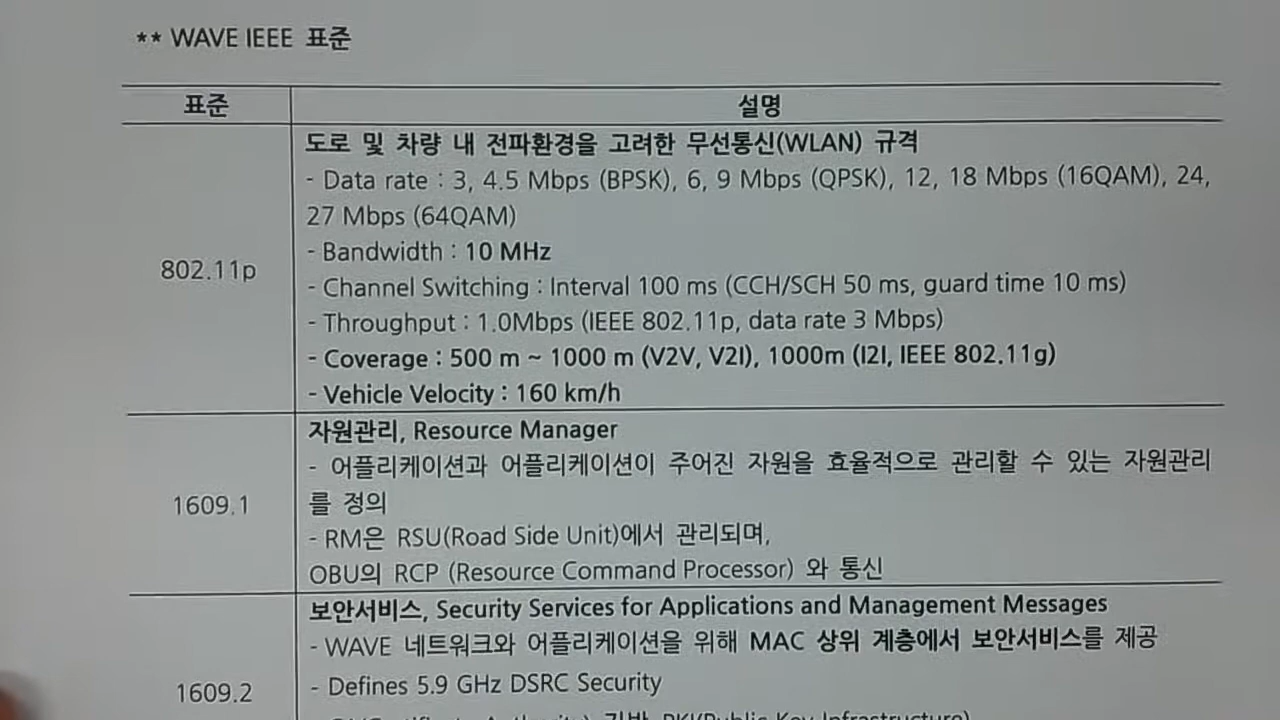 ** WAVE IEEE 표준
표준 설명
도로 및 차량 내 전파환경을 고려한 무선통신(WLAN) 규격
- Data rate : 3, 4.5 Mbps (BPSK), 6, 9 Mbps (QPSK), 12, 18 Mbps (16QAM), 24,
27 Mbps (64QAM)
- Bandwidth : 10 MHz
802.11p
- Channel Switching : Interval 100 ms (CCH/SCH 50 ms, guard time 10 ms)
- Throughput : 1.0Mbps (IEEE 802.11p, data rate 3 Mbps)
- Coverage : 500 m ~ 1000 m (V2V, V2I), 1000m (I2I, IEEE 802.11g)
- Vehicle Velocity : 160 km/h
자원관리, Resource Manager
- 어플리케이션과 어플리케이션이 주어진 자원을 효율적으로 관리할 수 있는 자원관리
를 정의
1609.1
- RM은 RSU(Road Side Unit)에서 관리되며,
OBU의 RCP (Resource Command Processor) 와 통신
보안서비스, Security Services for Applications and Management Messages
- WAVE 네트워크와 어플리케이션을 위해 MAC 상위 계층에서 보안서비스를 제공
- Defines 5.9 GHz DSRC Security
1609.2
기반 PKI(Public Key Infrastructure)